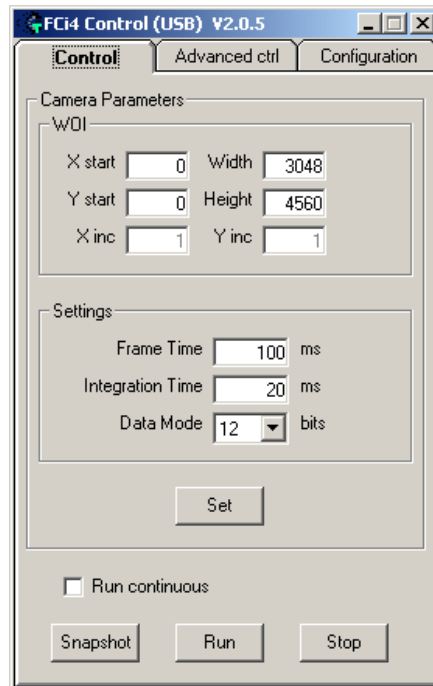 FCi4 Control (USB) V2.0.5
Control Advanced ctrl Configuration
Camera Parameters
WOI
X start 0 Width 3048
Y start 0 Height 4560
X inc 1 Y inc 1
Settings
Frame Time 100 ms
Integration Time 20 ms
Data Mode 12 bits
Set
Run continuous
Snapshot Run Stop